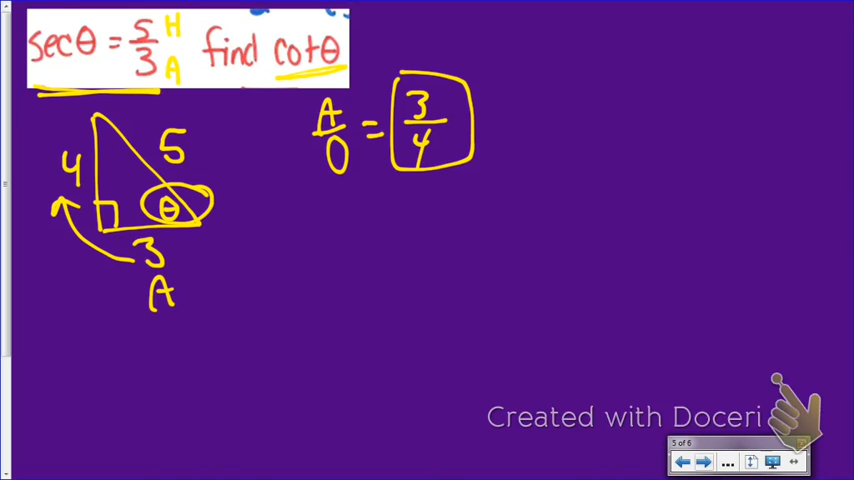 secθ = 5/3 H/A find cotθ
A/O = 3/4
4
5
θ
3
A
Created with Doceri
5 of 6
...